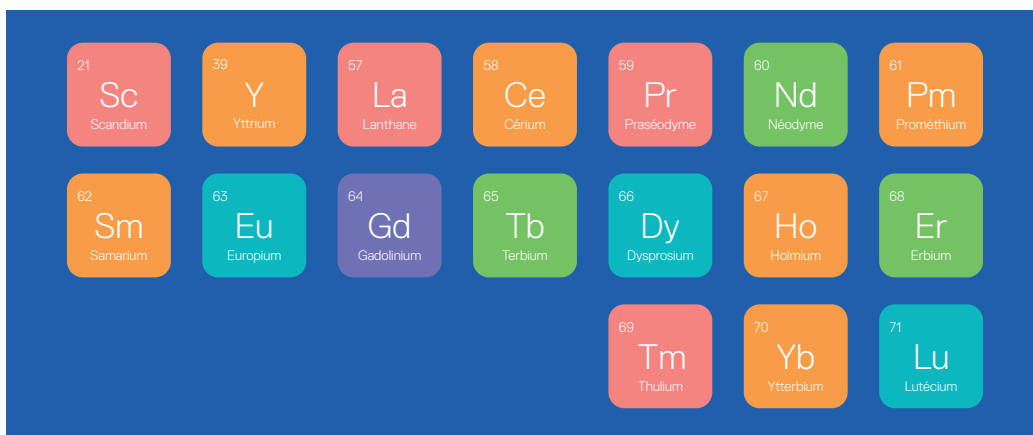 21
Sc
Scandium
39
Y
Yttrium
57
La
Lanthane
58
Ce
Cérium
59
Pr
Praséodyme
60
Nd
Néodyme
61
Pm
Prométhium
62
Sm
Samarium
63
Eu
Europium
64
Gd
Gadolinium
65
Tb
Terbium
66
Dy
Dysprosium
67
Ho
Holmium
68
Er
Erbium
69
Tm
Thulium
70
Yb
Ytterbium
71
Lu
Lutécium